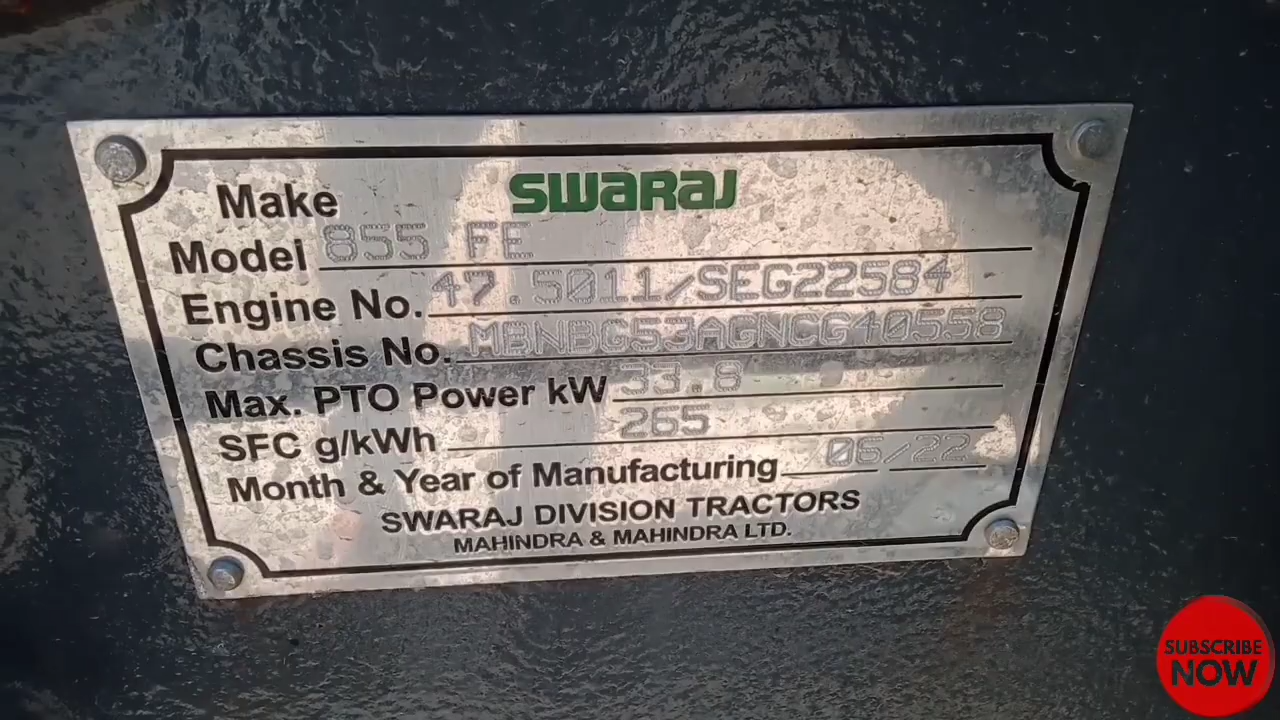 Make SWARAJ
Model 855 FE
Engine No. 47.5011/SEG22584
Chassis No. MBNBG53AGNCG40558
Max. PTO Power kW 33.8
SFC g/kWh 265
Month & Year of Manufacturing 06/22
SWARAJ DIVISION TRACTORS
MAHINDRA & MAHINDRA LTD.
SUBSCRIBE
NOW